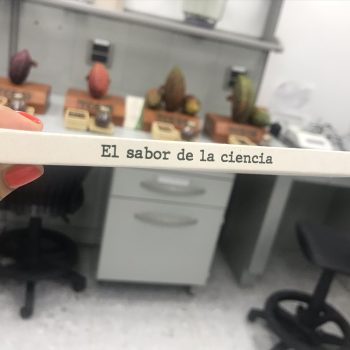 El sabor de la ciencia